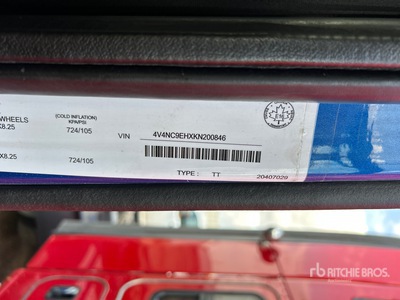 WHEELS
(COLD INFLATION)
KPA/PSI
X8.25 724/105
VIN 4V4NC9EHXKN200846
X8.25 724/105
TYPE: TT 20407029
rb RITCHIE BROS.